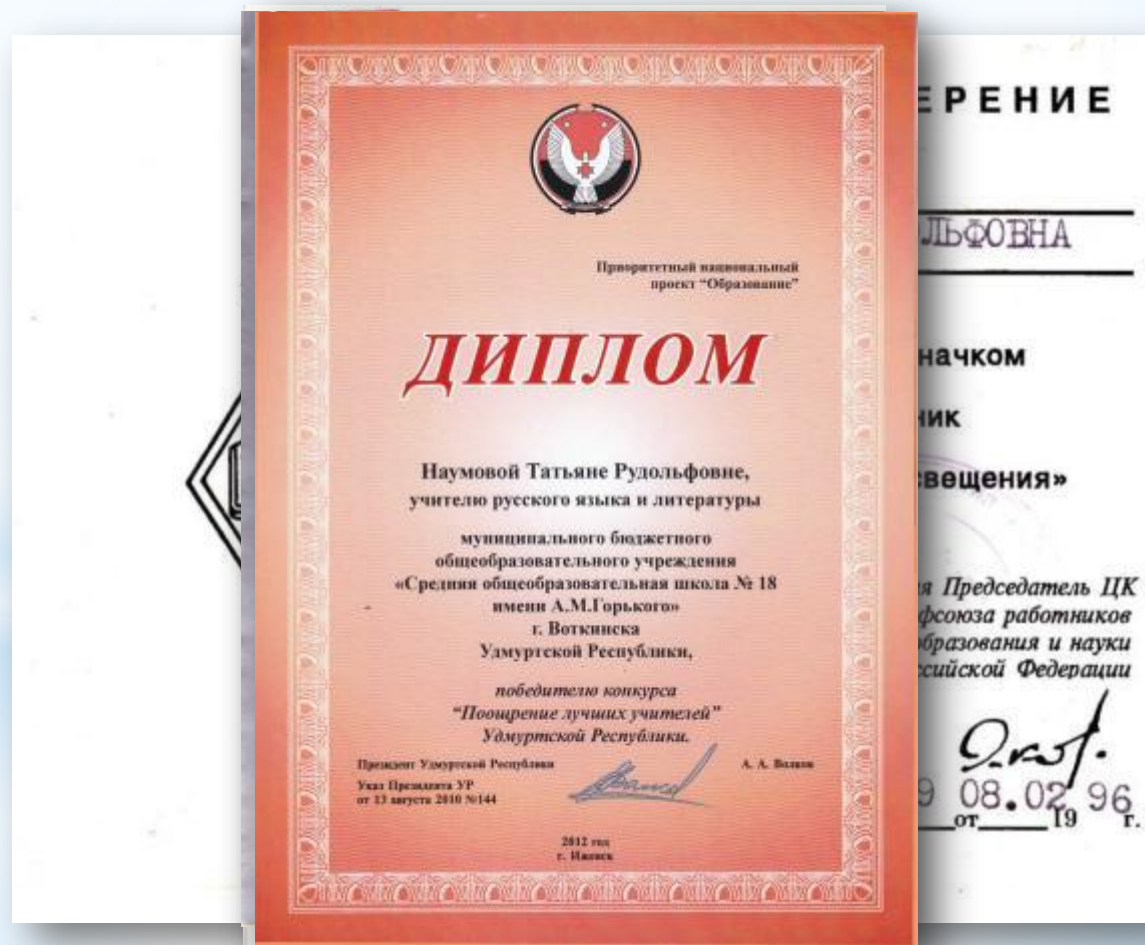 Приоритетный национальный
проект “Образование”
ДИПЛОМ
Наумовой Татьяне Рудольфовне,
учителю русского языка и литературы
муниципального бюджетного
общеобразовательного учреждения
«Средняя общеобразовательная школа № 18
имени А.М.Горького»
г. Воткинска
Удмуртской Республики,
победителю конкурса
“Поощрение лучших учителей”
Удмуртской Республики.
Президент Удмуртской Республики
А. А. Волков
Указ Президента УР
от 13 августа 2010 №144
2012 год
г. Ижевск
ЕРЕНИЕ
ЛЬФОВНА
начком
ник
свещения»
я Председатель ЦК
фсоюза работников
образования и науки
ссийской Федерации
9 08.02 96
от 19 г.